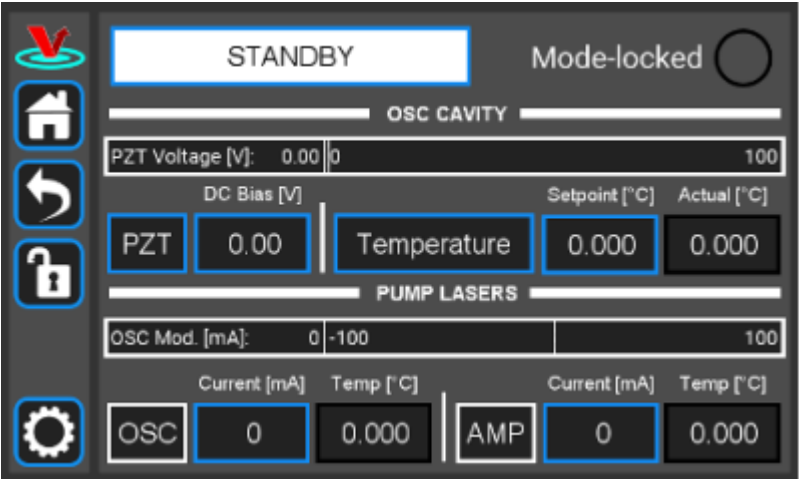 STANDBY Mode-locked
OSC CAVITY
PZT Voltage [V]: 0.00 0 100
DC Bias [V] Setpoint [°C] Actual [°C]
PZT 0.00 Temperature 0.000 0.000
PUMP LASERS
OSC Mod. [mA]: 0 -100 100
Current [mA] Temp [°C] Current [mA] Temp [°C]
OSC 0 0.000 AMP 0 0.000